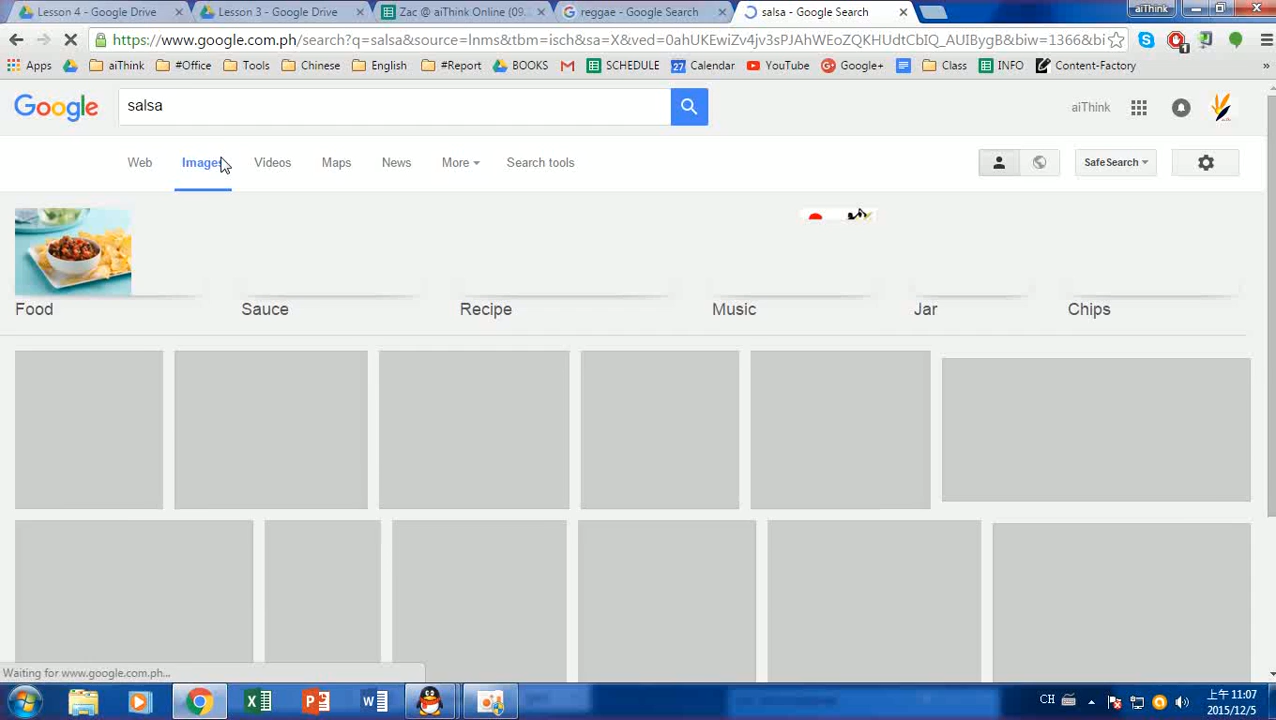 Lesson 4 - Google Drive
Lesson 3 - Google Drive
Zac @ aiThink Online (09.
reggae - Google Search
salsa - Google Search
aiThink
https://www.google.com.ph/search?q=salsa&source=lnms&tbm=isch&sa=X&ved=0ahUKEwiZv4jv3sPJAhWEoZQKHUdtCbIQ_AUIBygB&biw=1366&bi
Apps
aiThink
#Office
Tools
Chinese
English
#Report
BOOKS
SCHEDULE
27 Calendar
YouTube
Google+
Class
INFO
Content-Factory
»
Google
salsa
aiThink
Web
Images
Videos
Maps
News
More
Search tools
SafeSearch
Food
Sauce
Recipe
Music
Jar
Chips
Waiting for www.google.com.ph...
CH
上午 11:07
2015/12/5